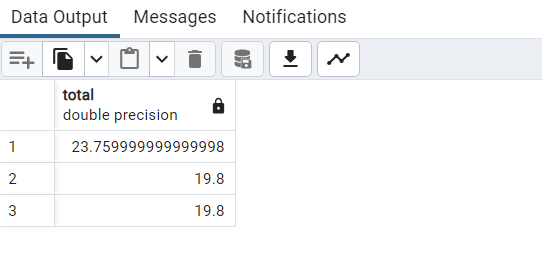 Data Output Messages Notifications
total
double precision
1 23.759999999999998
2 19.8
3 19.8